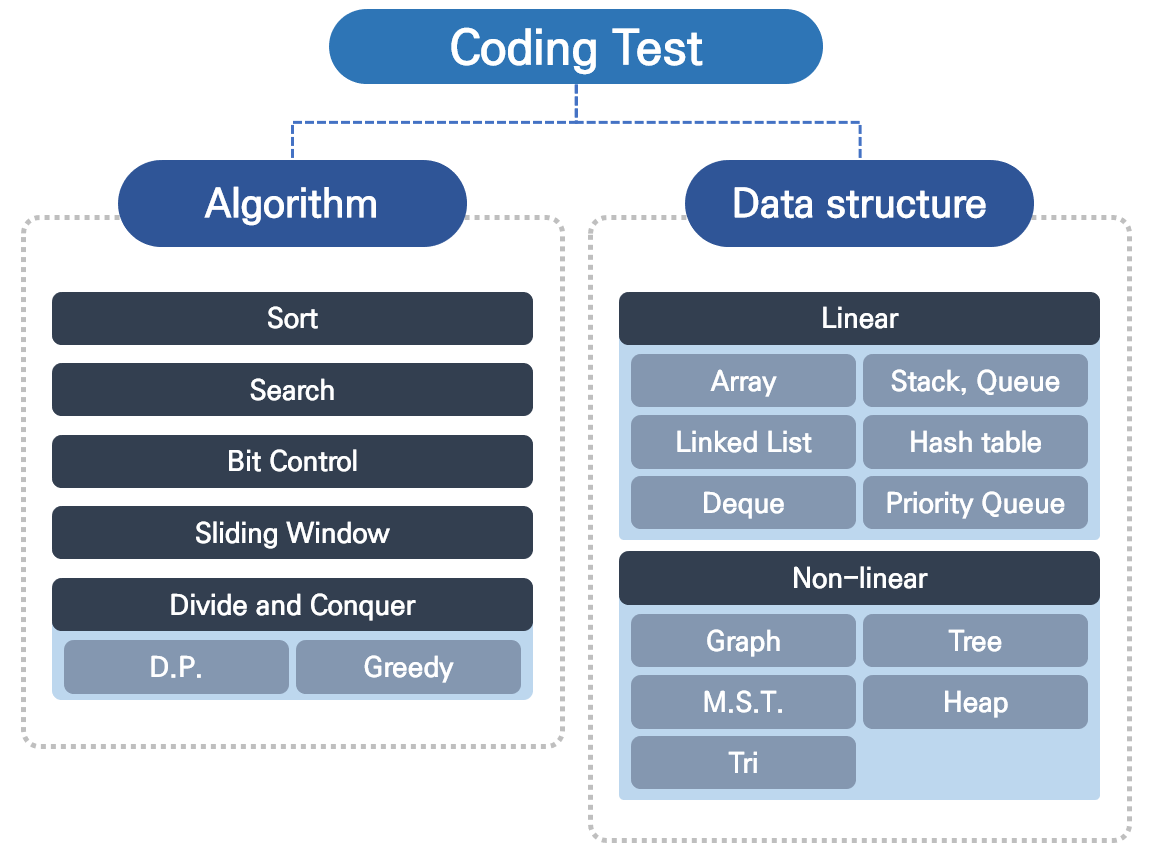 Coding Test
Algorithm
Sort
Search
Bit Control
Sliding Window
Divide and Conquer
D.P.
Greedy
Data structure
Linear
Array
Stack, Queue
Linked List
Hash table
Deque
Priority Queue
Non-linear
Graph
Tree
M.S.T.
Heap
Tri